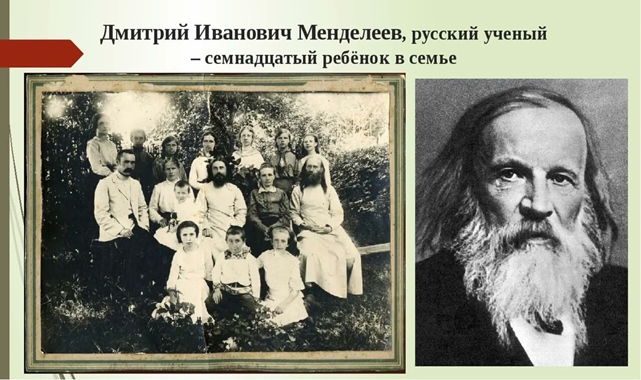 Дмитрий Иванович Менделеев, русский ученый
– семнадцатый ребёнок в семье